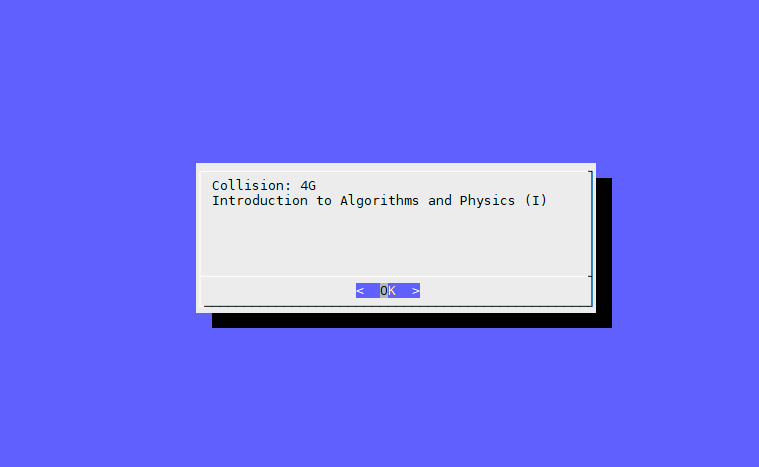 Collision: 4G
Introduction to Algorithms and Physics (I)
<  OK  >